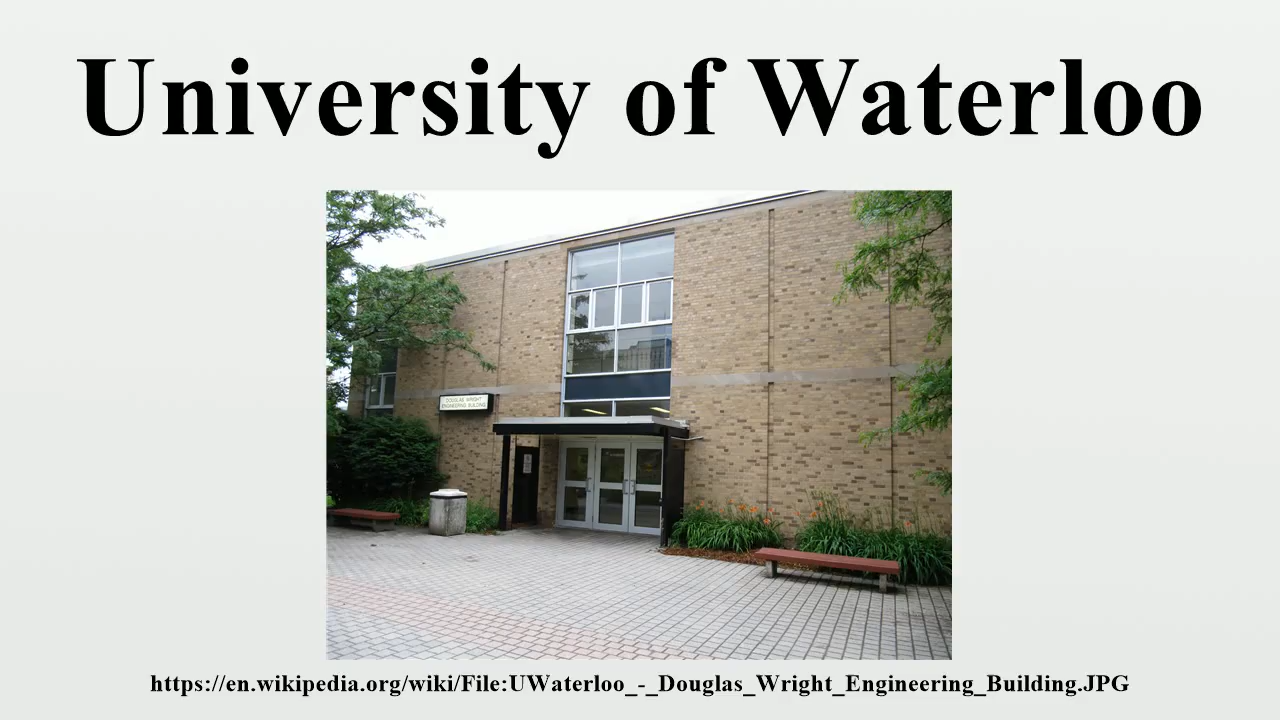 University of Waterloo
DOUGLAS WRIGHT
ENGINEERING BUILDING
https://en.wikipedia.org/wiki/File:UWaterloo_-_Douglas_Wright_Engineering_Building.JPG